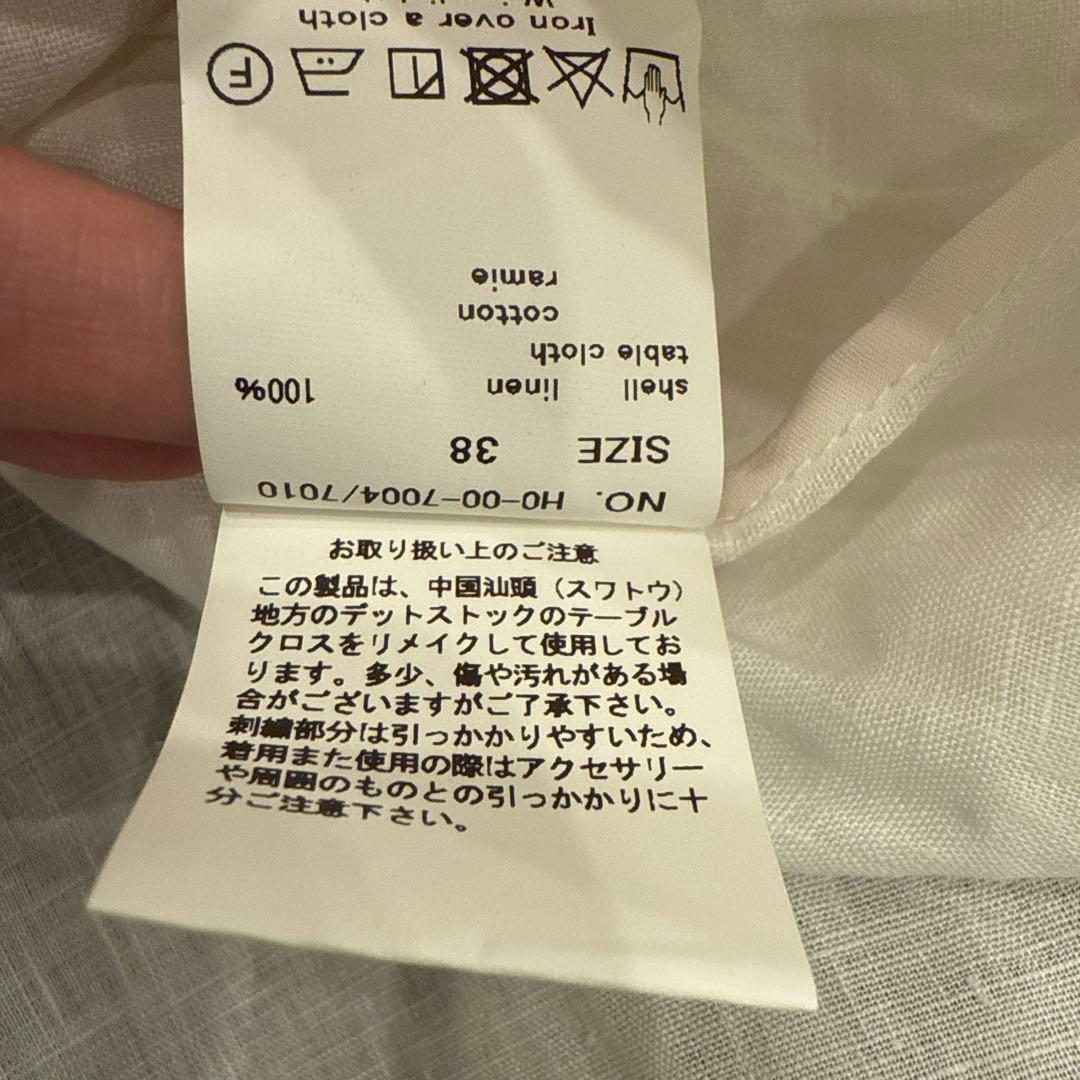 NO. H0-00-7004/7010
SIZE 38
shell linen 100%
table cloth
cotton
ramie
F
Iron over a cloth
お取り扱い上のご注意
この製品は、中国汕頭（スワトウ）
地方のデットストックのテーブル
クロスをリメイクして使用してお
ります。多少、傷や汚れがある場
合がございますがご了承下さい。
刺繍部分は引っかかりやすいため、
着用また使用の際はアクセサリー
や周囲のものとの引っかかりに十
分ご注意下さい。